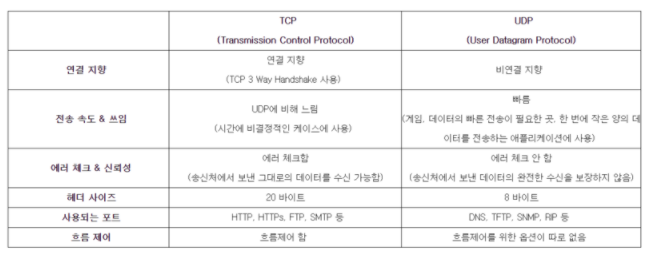 TCP
(Transmission Control Protocol)
UDP
(User Datagram Protocol)
연결 지향
연결 지향
(TCP 3 Way Handshake 사용)
비연결 지향
전송 속도 & 쓰임
UDP에 비해 느림
(시간에 비결정적인 케이스에 사용)
빠름
(게임, 데이터의 빠른 전송이 필요한 곳, 한 번에 작은 양의 데
이터를 전송하는 애플리케이션에 사용)
에러 체크 & 신뢰성
에러 체크함
(송신처에서 보낸 그대로의 데이터를 수신 가능함)
에러 체크 안 함
(송신처에서 보낸 데이터의 완전한 수신을 보장하지 않음)
헤더 사이즈
20 바이트
8 바이트
사용되는 포트
HTTP, HTTPs, FTP, SMTP 등
DNS, TFTP, SNMP, RIP 등
흐름 제어
흐름제어 함
흐름제어를 위한 옵션이 따로 없음